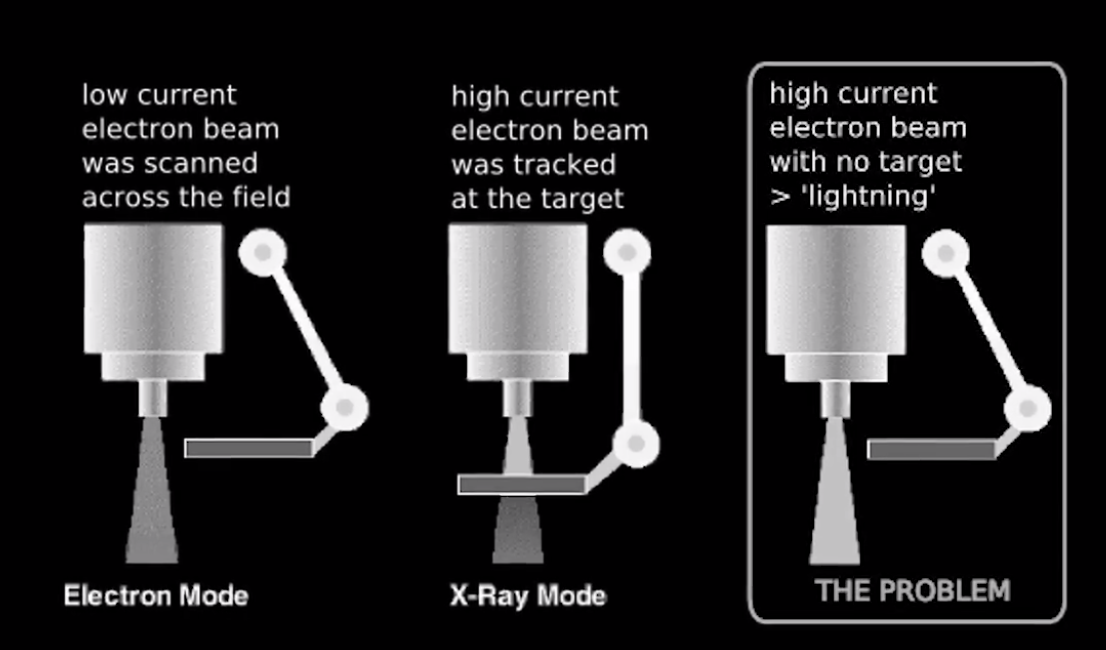 low current
electron beam
was scanned
across the field
Electron Mode
high current
electron beam
was tracked
at the target
X-Ray Mode
high current
electron beam
with no target
> 'lightning'
THE PROBLEM